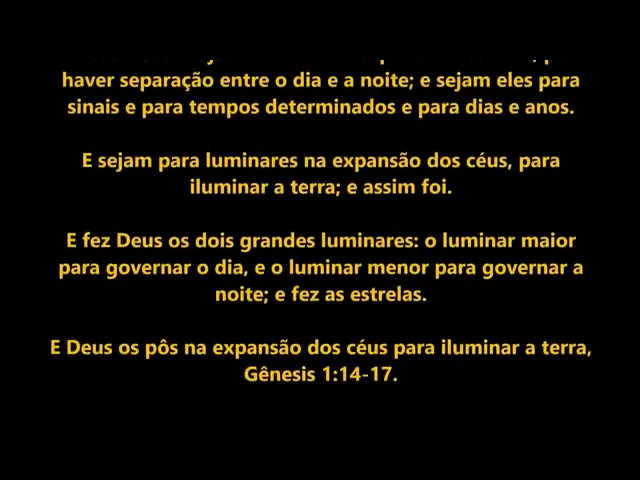 haver separação entre o dia e a noite; e sejam eles para
sinais e para tempos determinados e para dias e anos.
E sejam para luminares na expansão dos céus, para
iluminar a terra; e assim foi.
E fez Deus os dois grandes luminares: o luminar maior
para governar o dia, e o luminar menor para governar a
noite; e fez as estrelas.
E Deus os pôs na expansão dos céus para iluminar a terra,
Gênesis 1:14-17.